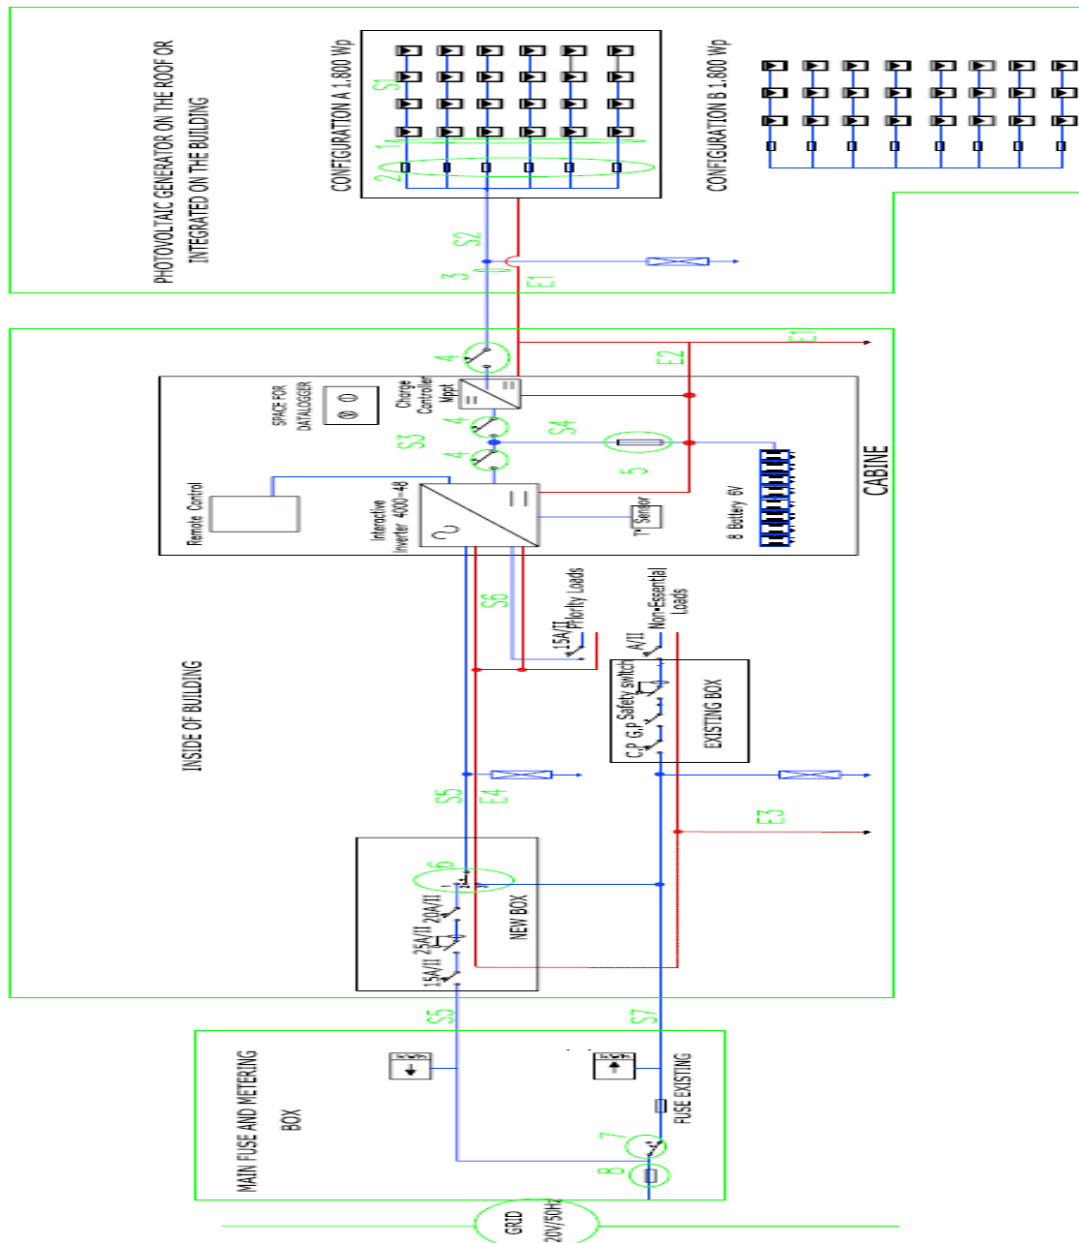 PHOTOVOLTAIC GENERATOR ON THE ROOF OR
INTEGRATED ON THE BUILDING
CONFIGURATION A 1.800 Wp
CONFIGURATION B 1.800 Wp
S1
1
2
S2
3
E1
4
E1
E2
SPACE FOR
DATALOGGER
Charge
Controller
Mppt
4
S3
S4
4
5
Remote Control
Interactive
Inverter 4000-48
Tª Sensor
8 Battery 6V
CABINE
INSIDE OF BUILDING
S6
15A/II
Priority Loads
A/II
Non-Essential
Loads
C.P G.P Safety switch
EXISTING BOX
S5
E4
E3
6
15A/II
25A/II
20A/II
NEW BOX
S5
S7
MAIN FUSE AND METERING
BOX
FUSE EXISTING
7
8
GRID
20V/50Hz